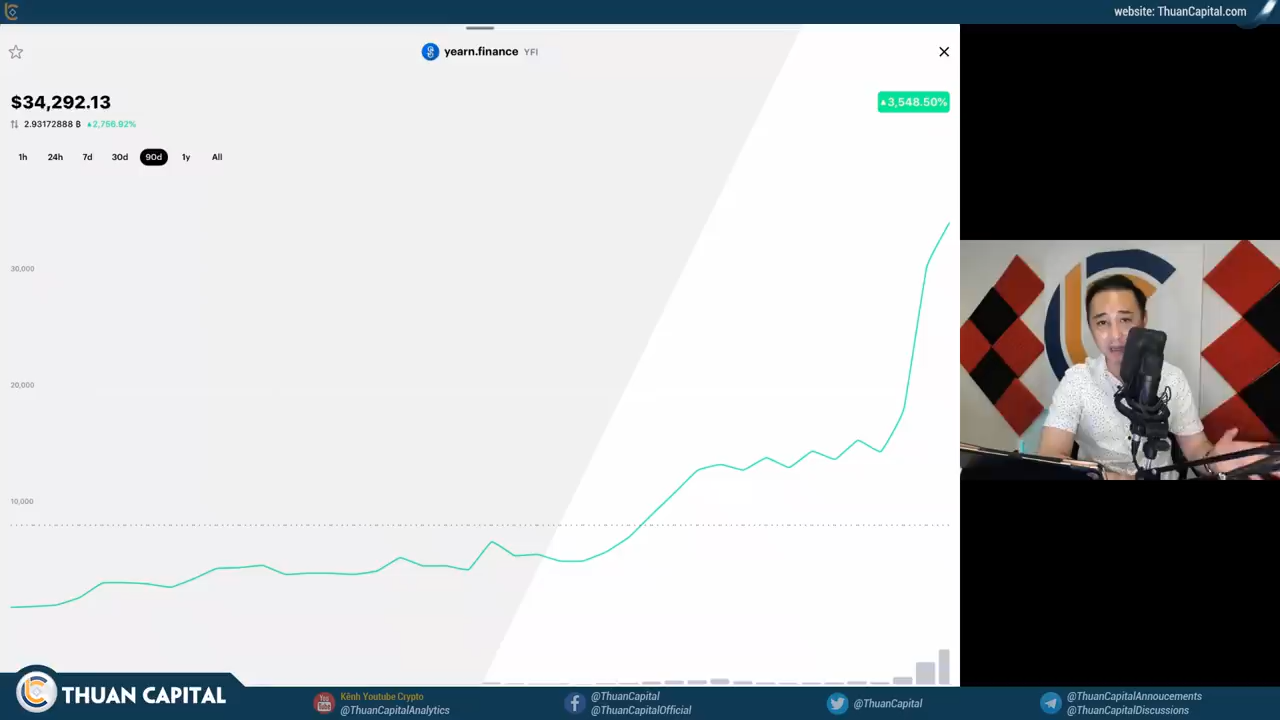 website: ThuanCapital.com
yearn.finance YFI
$34,292.13
▲3,548.50%
2.93172888 ₿ ▲2,756.92%
1h 24h 7d 30d 90d 1y All
30,000
20,000
10,000
THUAN CAPITAL
You Tube
Kênh Youtube Crypto
@ThuanCapitalAnalytics
@ThuanCapital
@ThuanCapitalOfficial
@ThuanCapital
@ThuanCapitalAnnoucements
@ThuanCapitalDiscussions